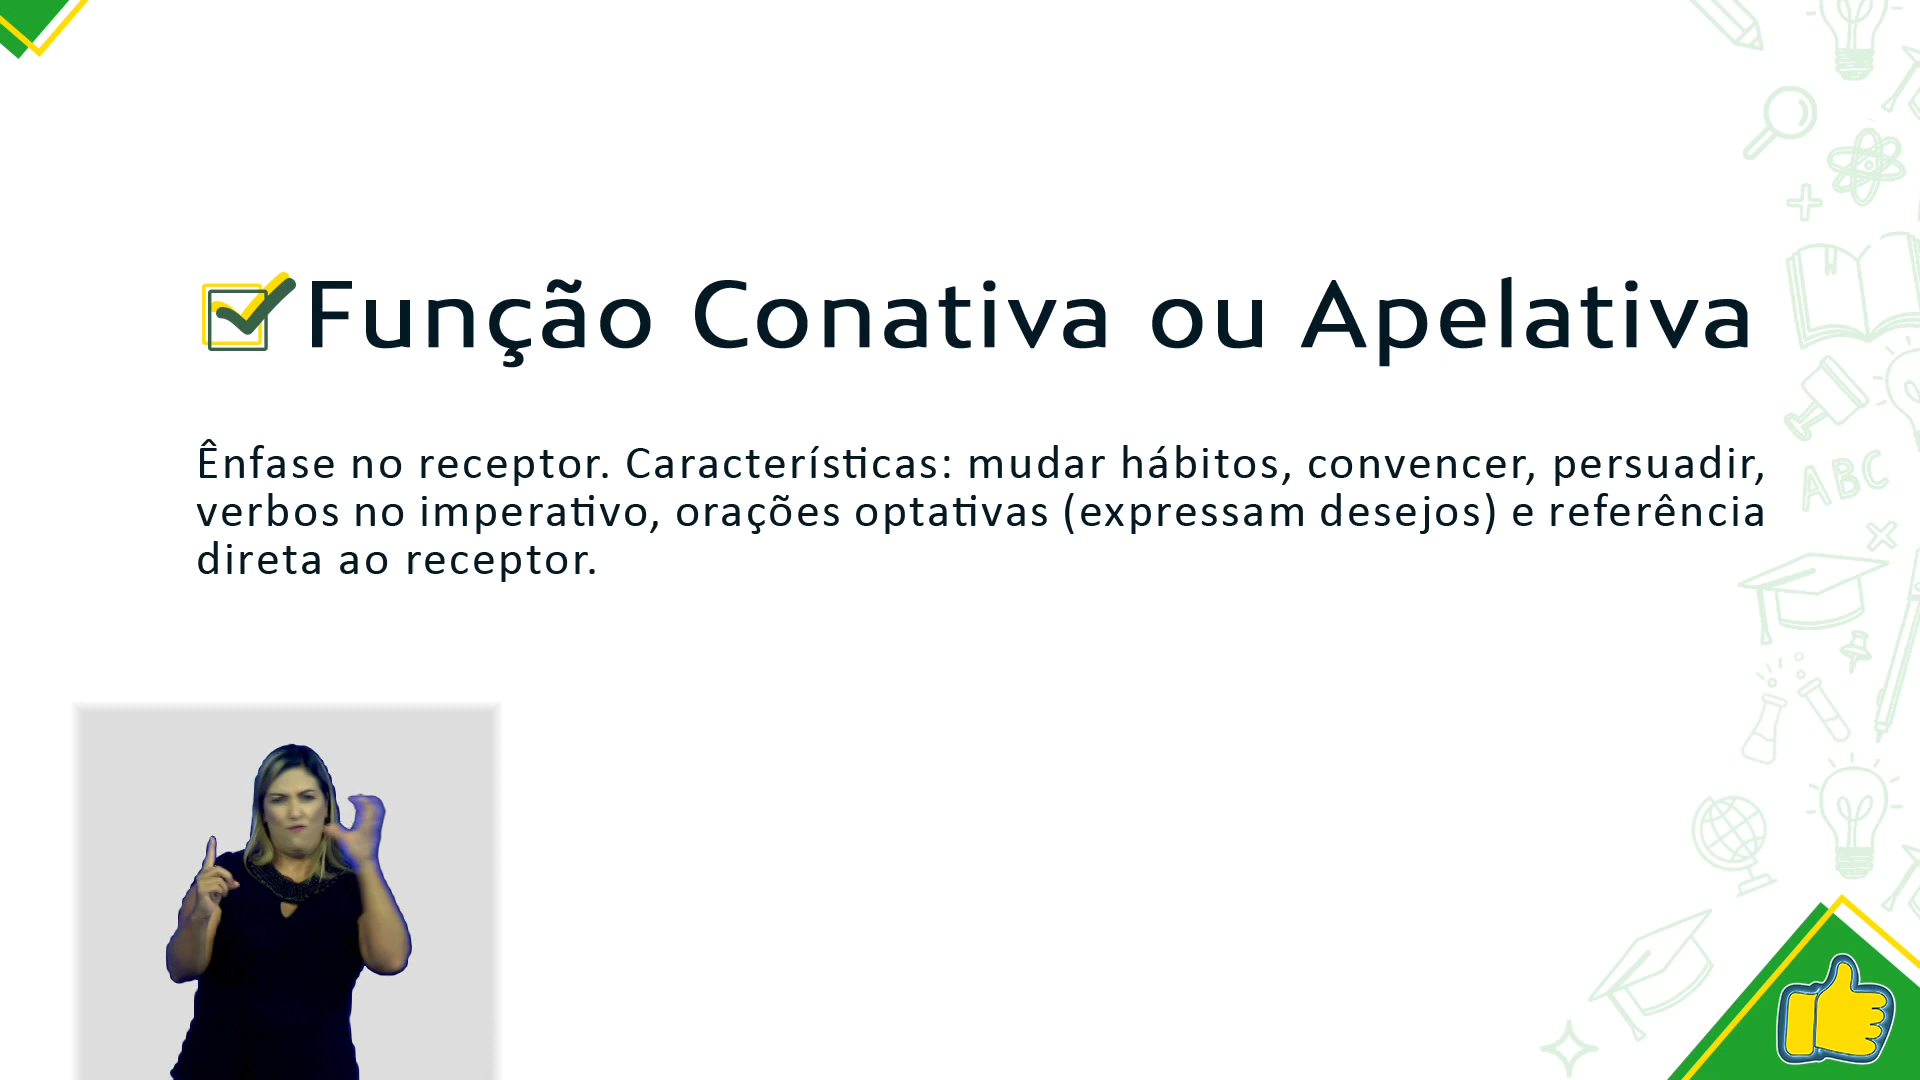 Função Conativa ou Apelativa
Ênfase no receptor. Características: mudar hábitos, convencer, persuadir,
verbos no imperativo, orações optativas (expressam desejos) e referência
direta ao receptor.
ABC